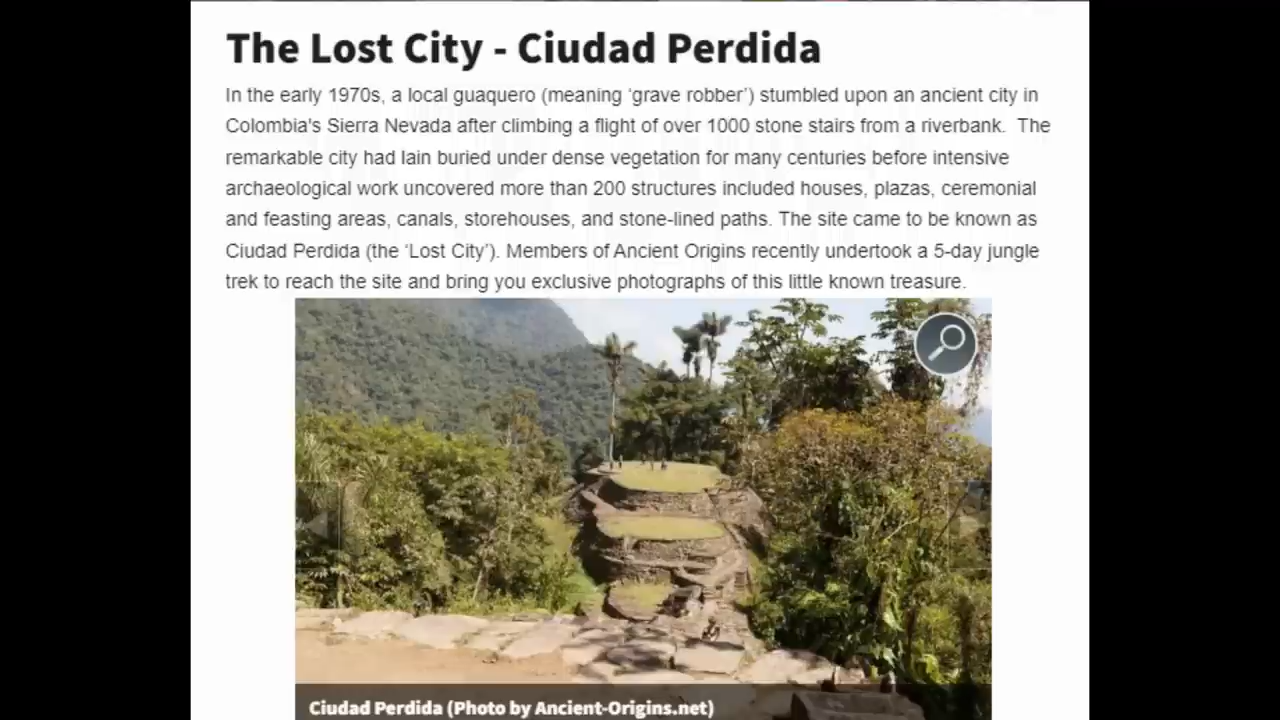 The Lost City - Ciudad Perdida
In the early 1970s, a local guaquero (meaning ‘grave robber’) stumbled upon an ancient city in
Colombia's Sierra Nevada after climbing a flight of over 1000 stone stairs from a riverbank.  The
remarkable city had lain buried under dense vegetation for many centuries before intensive
archaeological work uncovered more than 200 structures included houses, plazas, ceremonial
and feasting areas, canals, storehouses, and stone-lined paths. The site came to be known as
Ciudad Perdida (the ‘Lost City’). Members of Ancient Origins recently undertook a 5-day jungle
trek to reach the site and bring you exclusive photographs of this little known treasure.
Ciudad Perdida (Photo by Ancient-Origins.net)